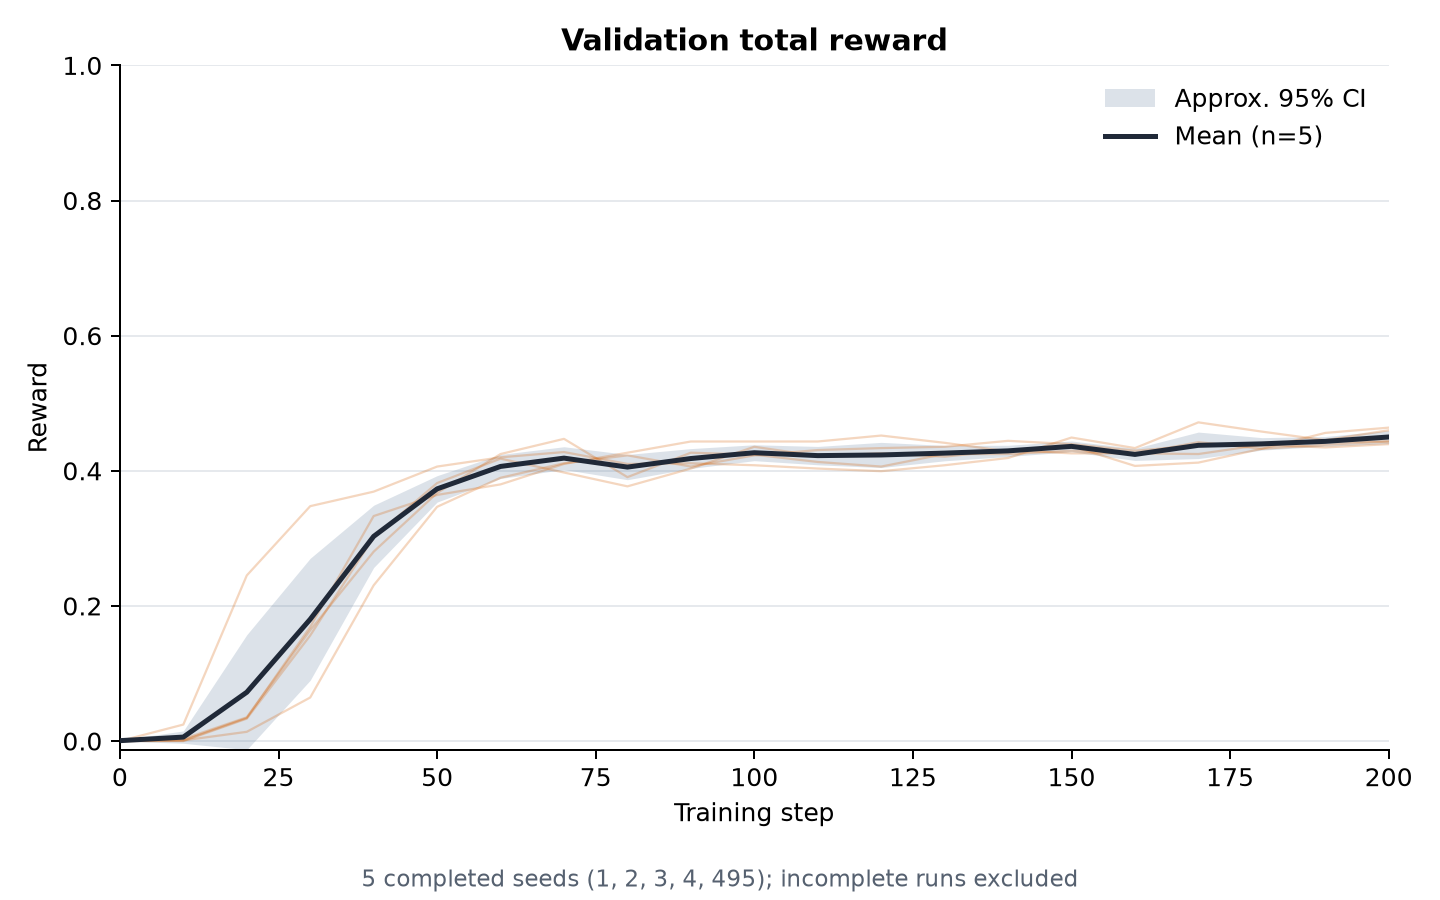 Validation total reward
1.0
0.8
0.6
0.4
0.2
0.0
Reward
Approx. 95% CI
Mean (n=5)
0 25 50 75 100 125 150 175 200
Training step
5 completed seeds (1, 2, 3, 4, 495); incomplete runs excluded